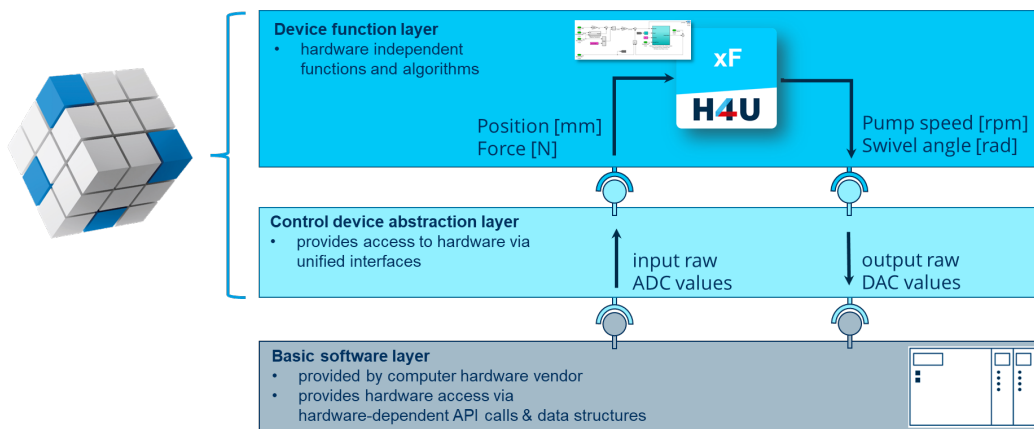 Device function layer
• hardware independent
functions and algorithms
xF
H4U
Position [mm]
Force [N]
Pump speed [rpm]
Swivel angle [rad]
Control device abstraction layer
• provides access to hardware via
unified interfaces
input raw
ADC values
output raw
DAC values
Basic software layer
• provided by computer hardware vendor
• provides hardware access via
hardware-dependent API calls & data structures